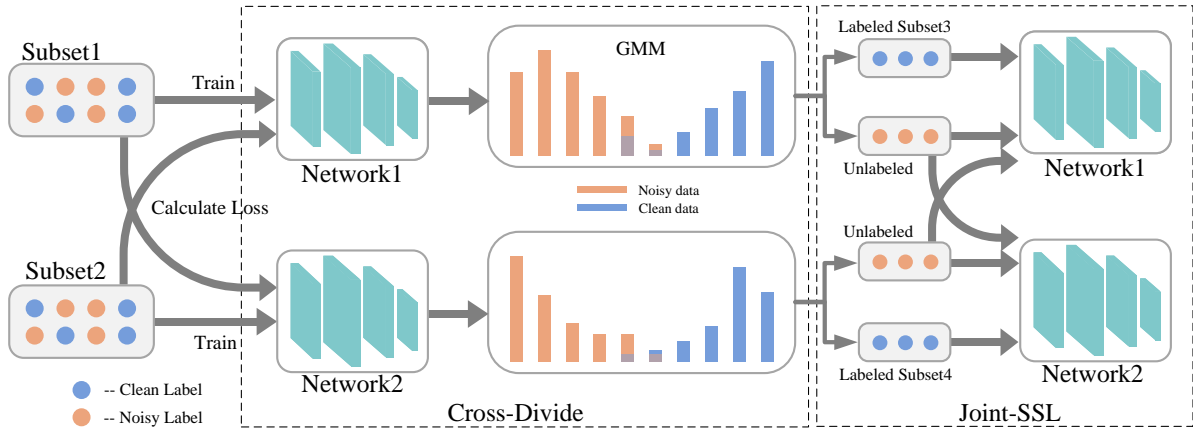 Subset1
Train
Calculate Loss
Subset2
Train
-- Clean Label
-- Noisy Label
Network1
GMM
Noisy data
Clean data
Network2
Cross-Divide
Labeled Subset3
Unlabeled
Unlabeled
Labeled Subset4
Network1
Network2
Joint-SSL